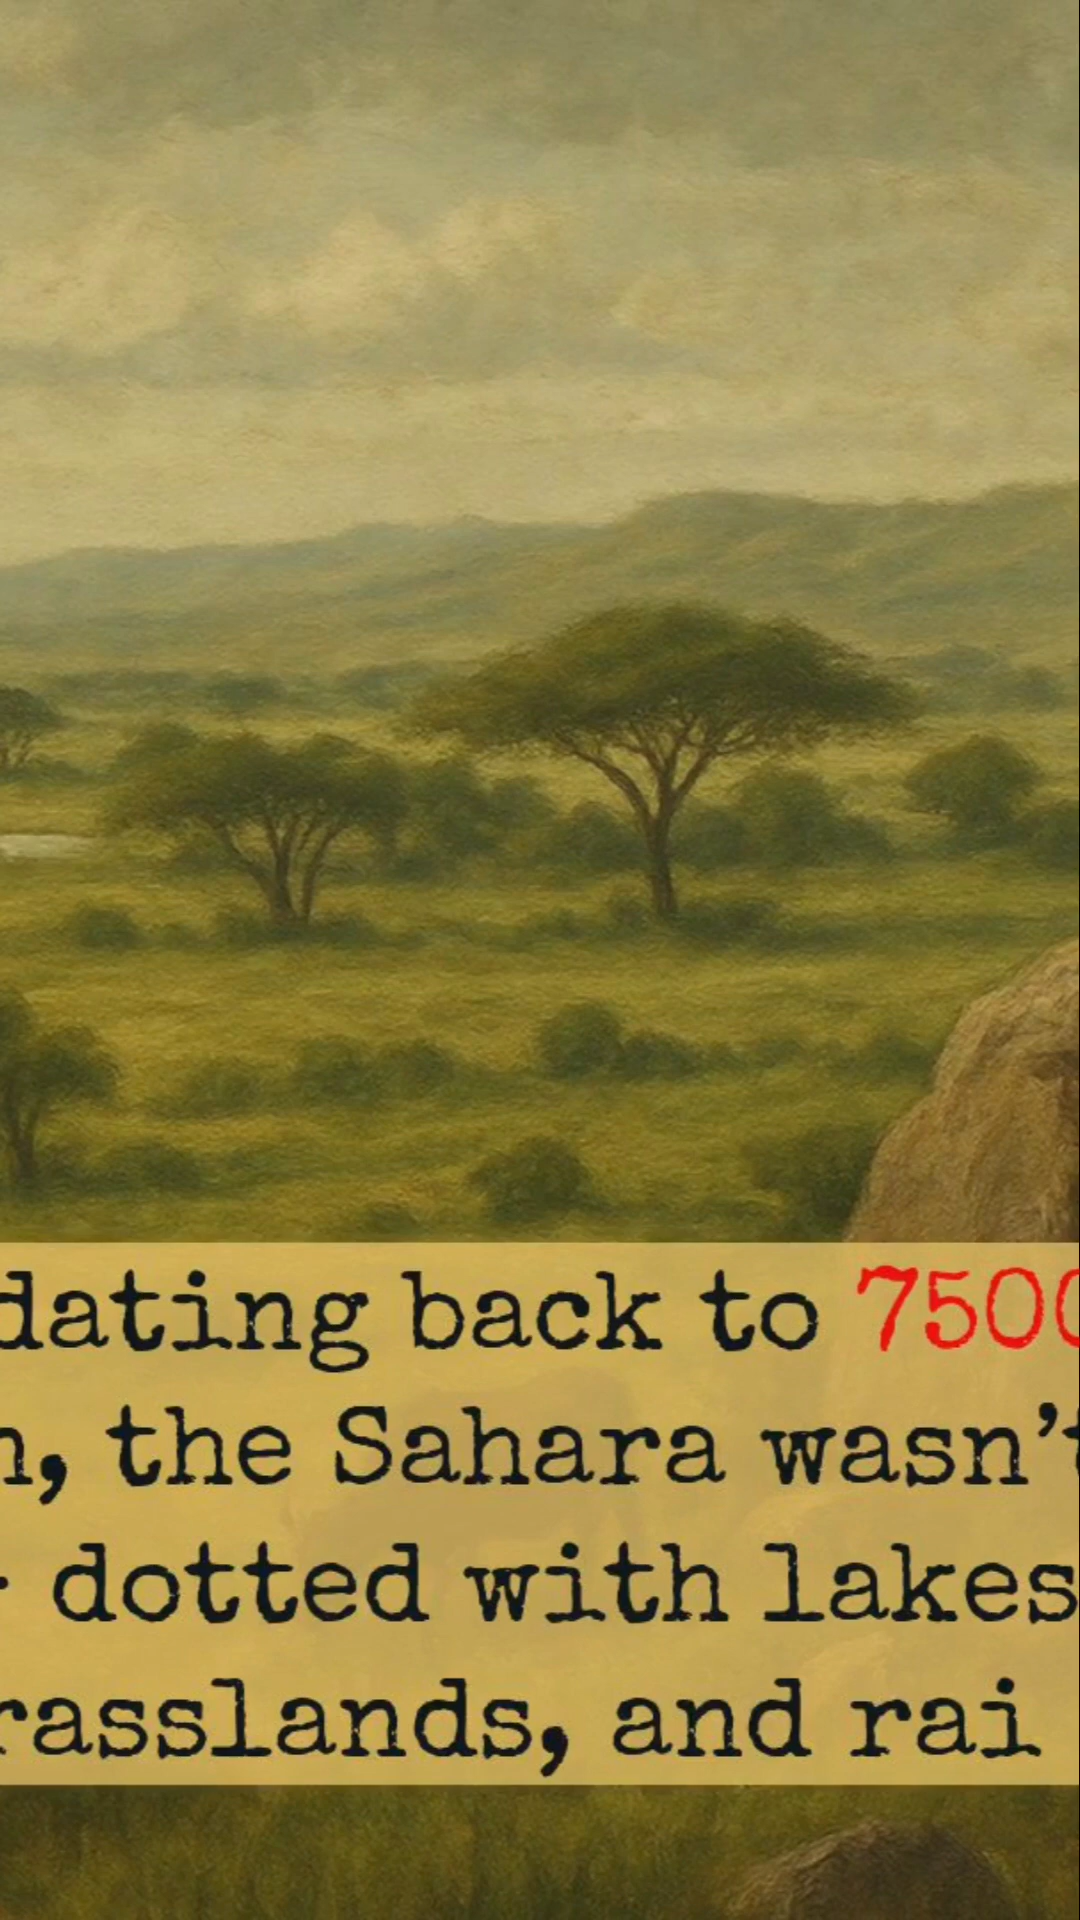 dating back to 7500
, the Sahara wasn't
dotted with lakes
rasslands, and rai